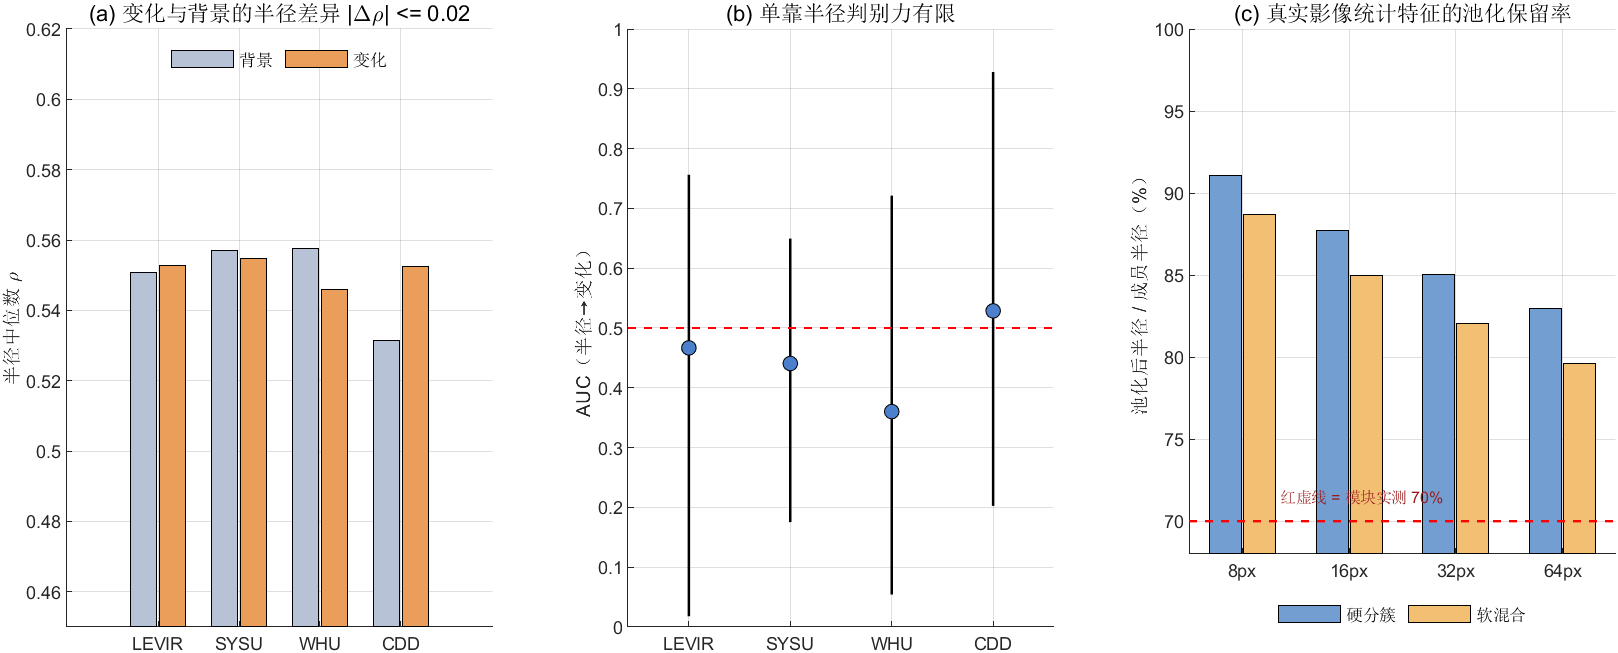 (a) 变化与背景的半径差异 |Δρ| <= 0.02
半径中位数 ρ
0.62
0.6
0.58
0.56
0.54
0.52
0.5
0.48
0.46
背景
变化
LEVIR
SYSU
WHU
CDD
(b) 单靠半径判别力有限
AUC（半径→变化）
1
0.9
0.8
0.7
0.6
0.5
0.4
0.3
0.2
0.1
0
LEVIR
SYSU
WHU
CDD
(c) 真实影像统计特征的池化保留率
池化后半径 / 成员半径（%）
100
95
90
85
80
75
70
红虚线 = 模块实测 70%
8px
16px
32px
64px
硬分簇
软混合